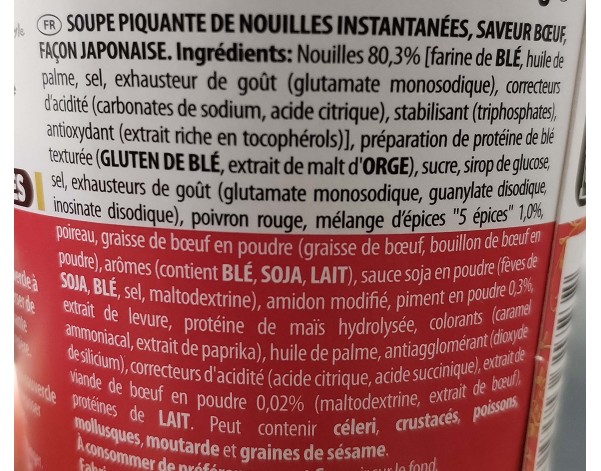 FR SOUPE PIQUANTE DE NOUILLES INSTANTANÉES, SAVEUR BŒUF,
FAÇON JAPONAISE. Ingrédients: Nouilles 80,3% [farine de BLÉ, huile de
palme, sel, exhausteur de goût (glutamate monosodique), correcteurs
d'acidité (carbonates de sodium, acide citrique), stabilisant (triphosphates),
antioxydant (extrait riche en tocophérols)], préparation de protéine de blé
texturée (GLUTEN DE BLÉ, extrait de malt d'ORGE), sucre, sirop de glucose,
sel, exhausteurs de goût (glutamate monosodique, guanylate disodique,
inosinate disodique), poivron rouge, mélange d'épices "5 épices" 1,0%,
poireau, graisse de bœuf en poudre (graisse de bœuf, bouillon de bœuf en
poudre), arômes (contient BLÉ, SOJA, LAIT), sauce soja en poudre (fèves de
SOJA, BLÉ, sel, maltodextrine), amidon modifié, piment en poudre 0,3%,
extrait de levure, protéine de maïs hydrolysée, colorants (caramel
ammoniacal, extrait de paprika), huile de palme, antiagglomérant (dioxyde
de silicium), correcteurs d'acidité (acide citrique, acide succinique), extrait de
viande de bœuf en poudre 0,02% (maltodextrine, extrait de bœuf),
protéines de LAIT. Peut contenir céleri, crustacés, poissons,
mollusques, moutarde et graines de sésame.
À consommer de
le fond.